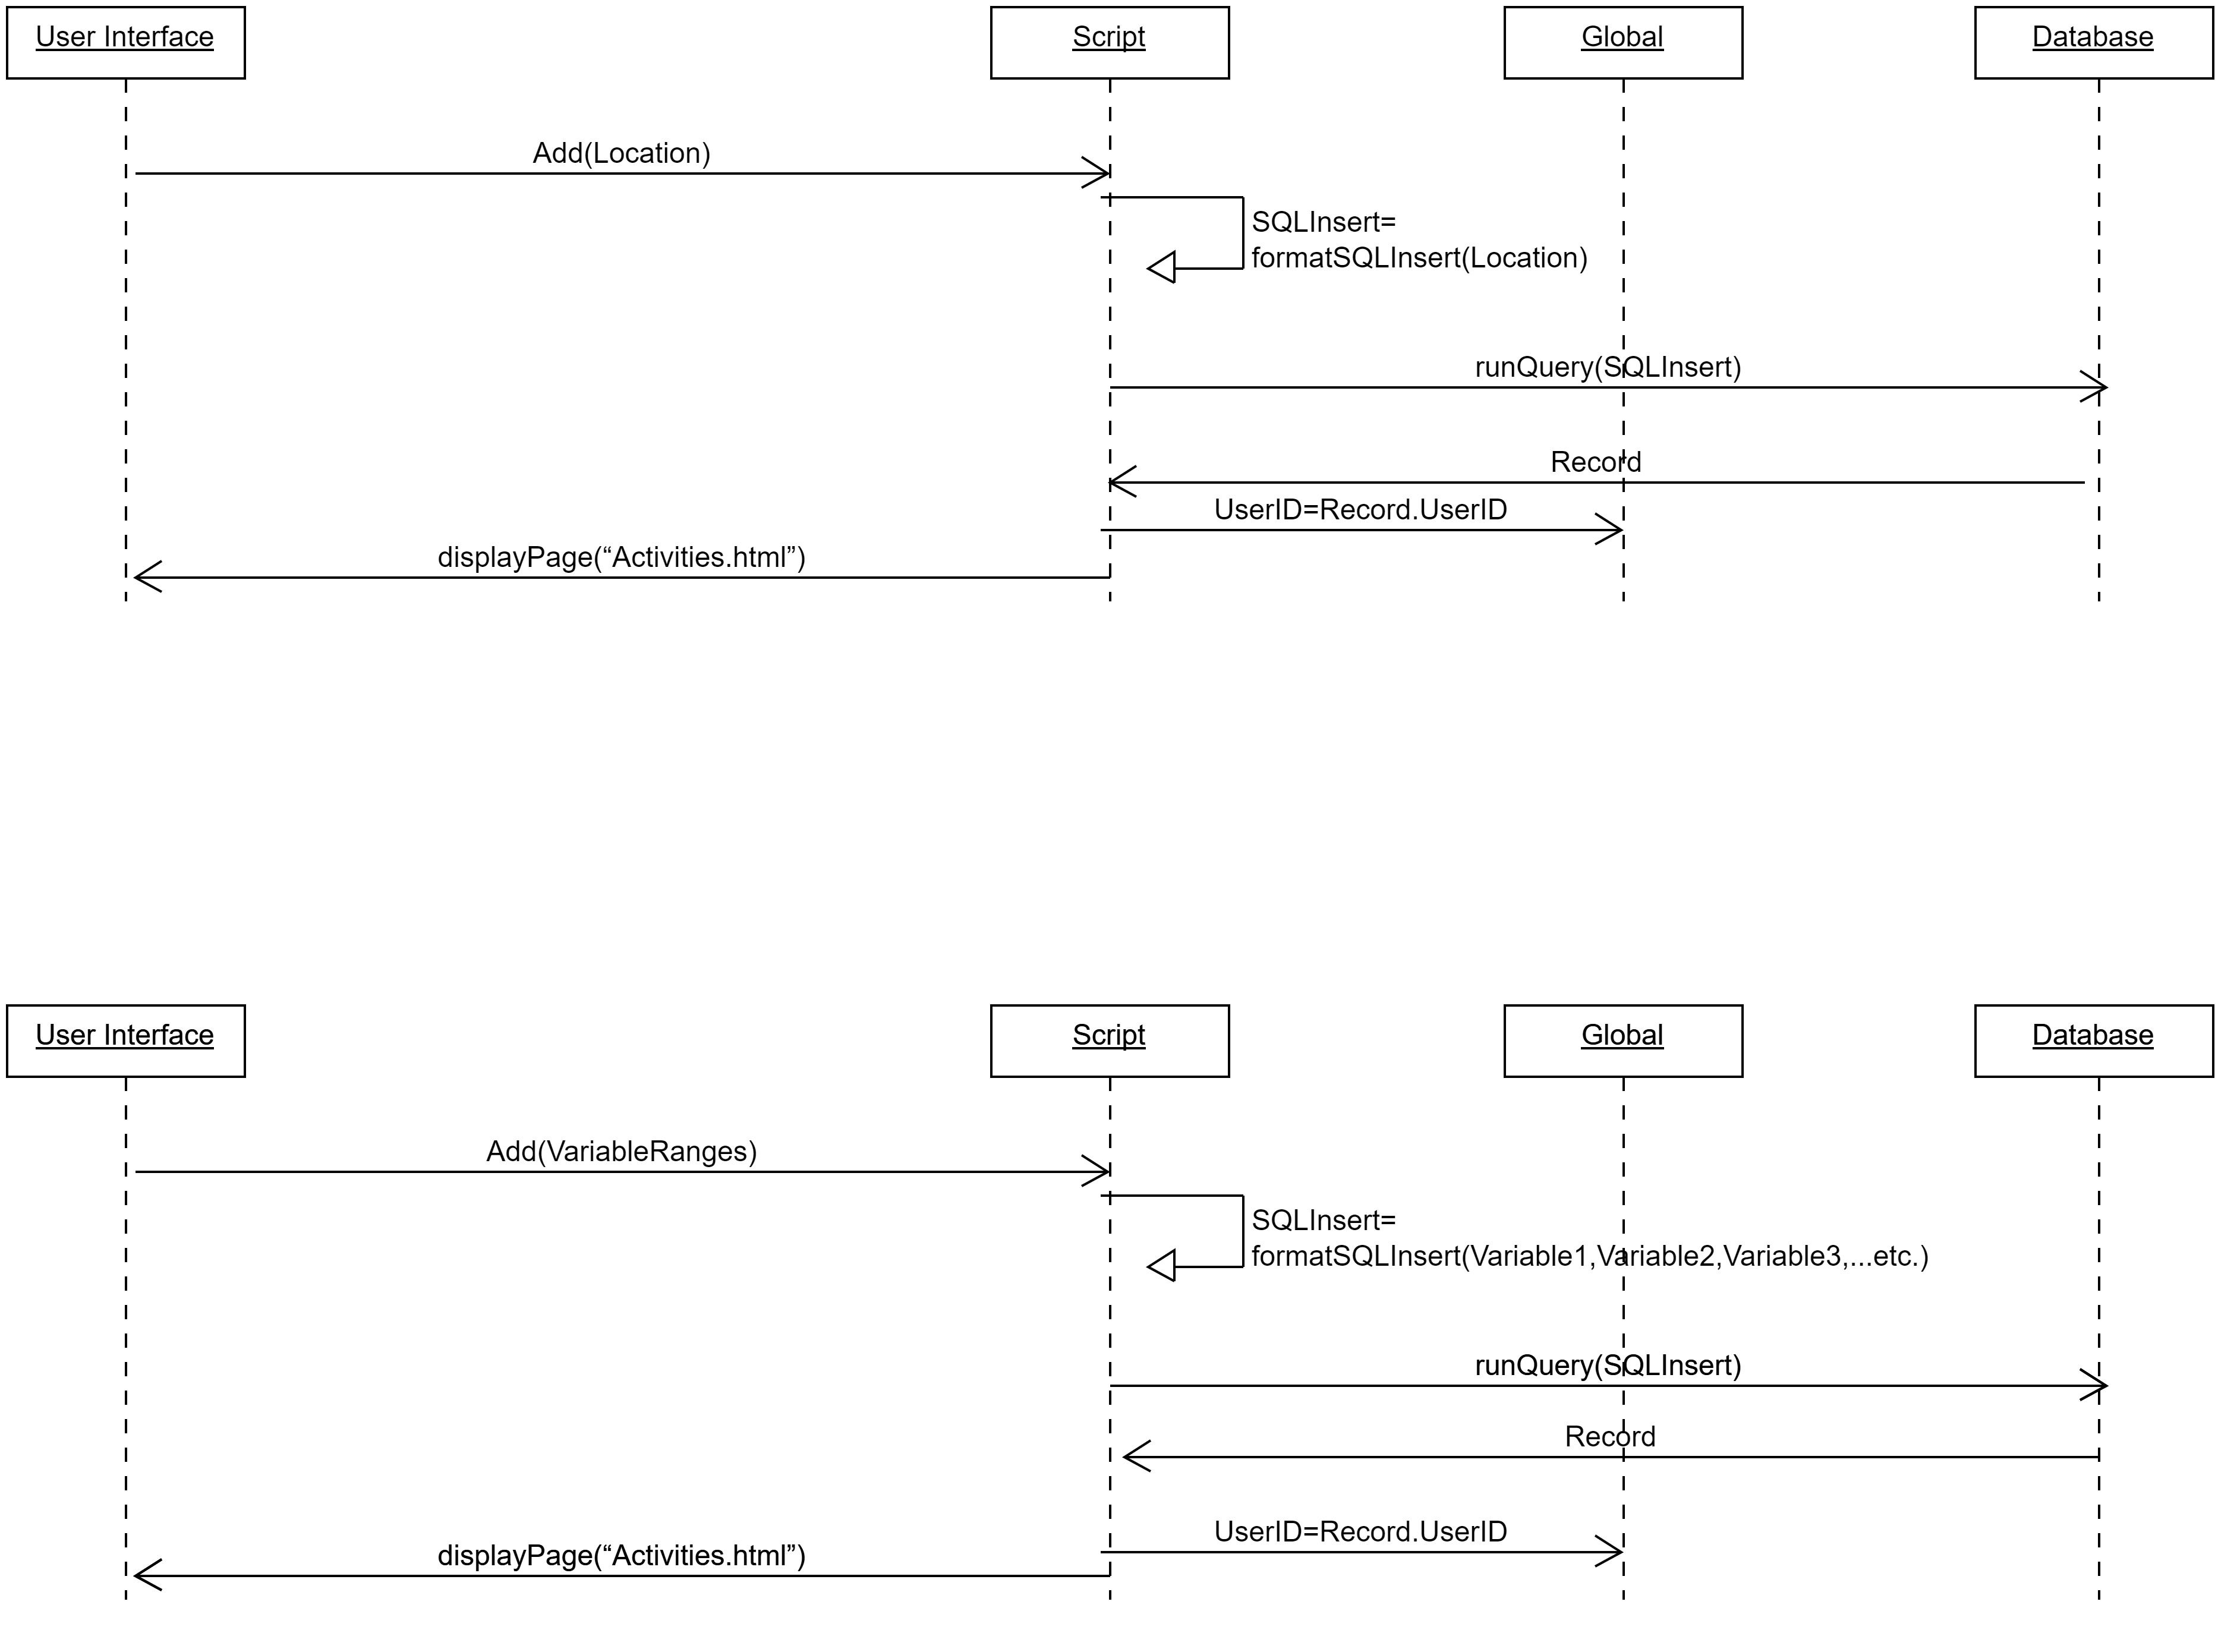 User Interface
Script
Global
Database
Add(Location)
SQLInsert=
formatSQLInsert(Location)
runQuery(SQLInsert)
Record
UserID=Record.UserID
displayPage(“Activities.html”)
User Interface
Script
Global
Database
Add(VariableRanges)
SQLInsert=
formatSQLInsert(Variable1,Variable2,Variable3,...etc.)
runQuery(SQLInsert)
Record
UserID=Record.UserID
displayPage(“Activities.html”)